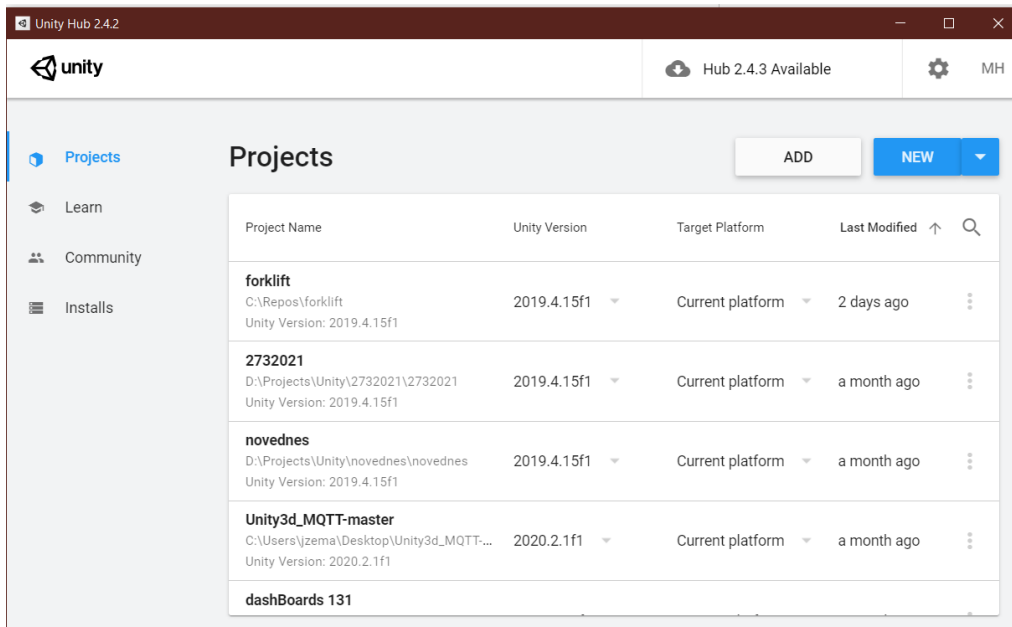 Unity Hub 2.4.2
unity
Hub 2.4.3 Available
MH
Projects
Learn
Community
Installs
Projects
ADD
NEW
Project Name Unity Version Target Platform Last Modified
forklift
C:\Repos\forklift
Unity Version: 2019.4.15f1
2019.4.15f1 Current platform 2 days ago
2732021
D:\Projects\Unity\2732021\2732021
Unity Version: 2019.4.15f1
2019.4.15f1 Current platform a month ago
novednes
D:\Projects\Unity\novednes\novednes
Unity Version: 2019.4.15f1
2019.4.15f1 Current platform a month ago
Unity3d_MQTT-master
C:\Users\jzema\Desktop\Unity3d_MQTT-...
Unity Version: 2020.2.1f1
2020.2.1f1 Current platform a month ago
dashBoards 131